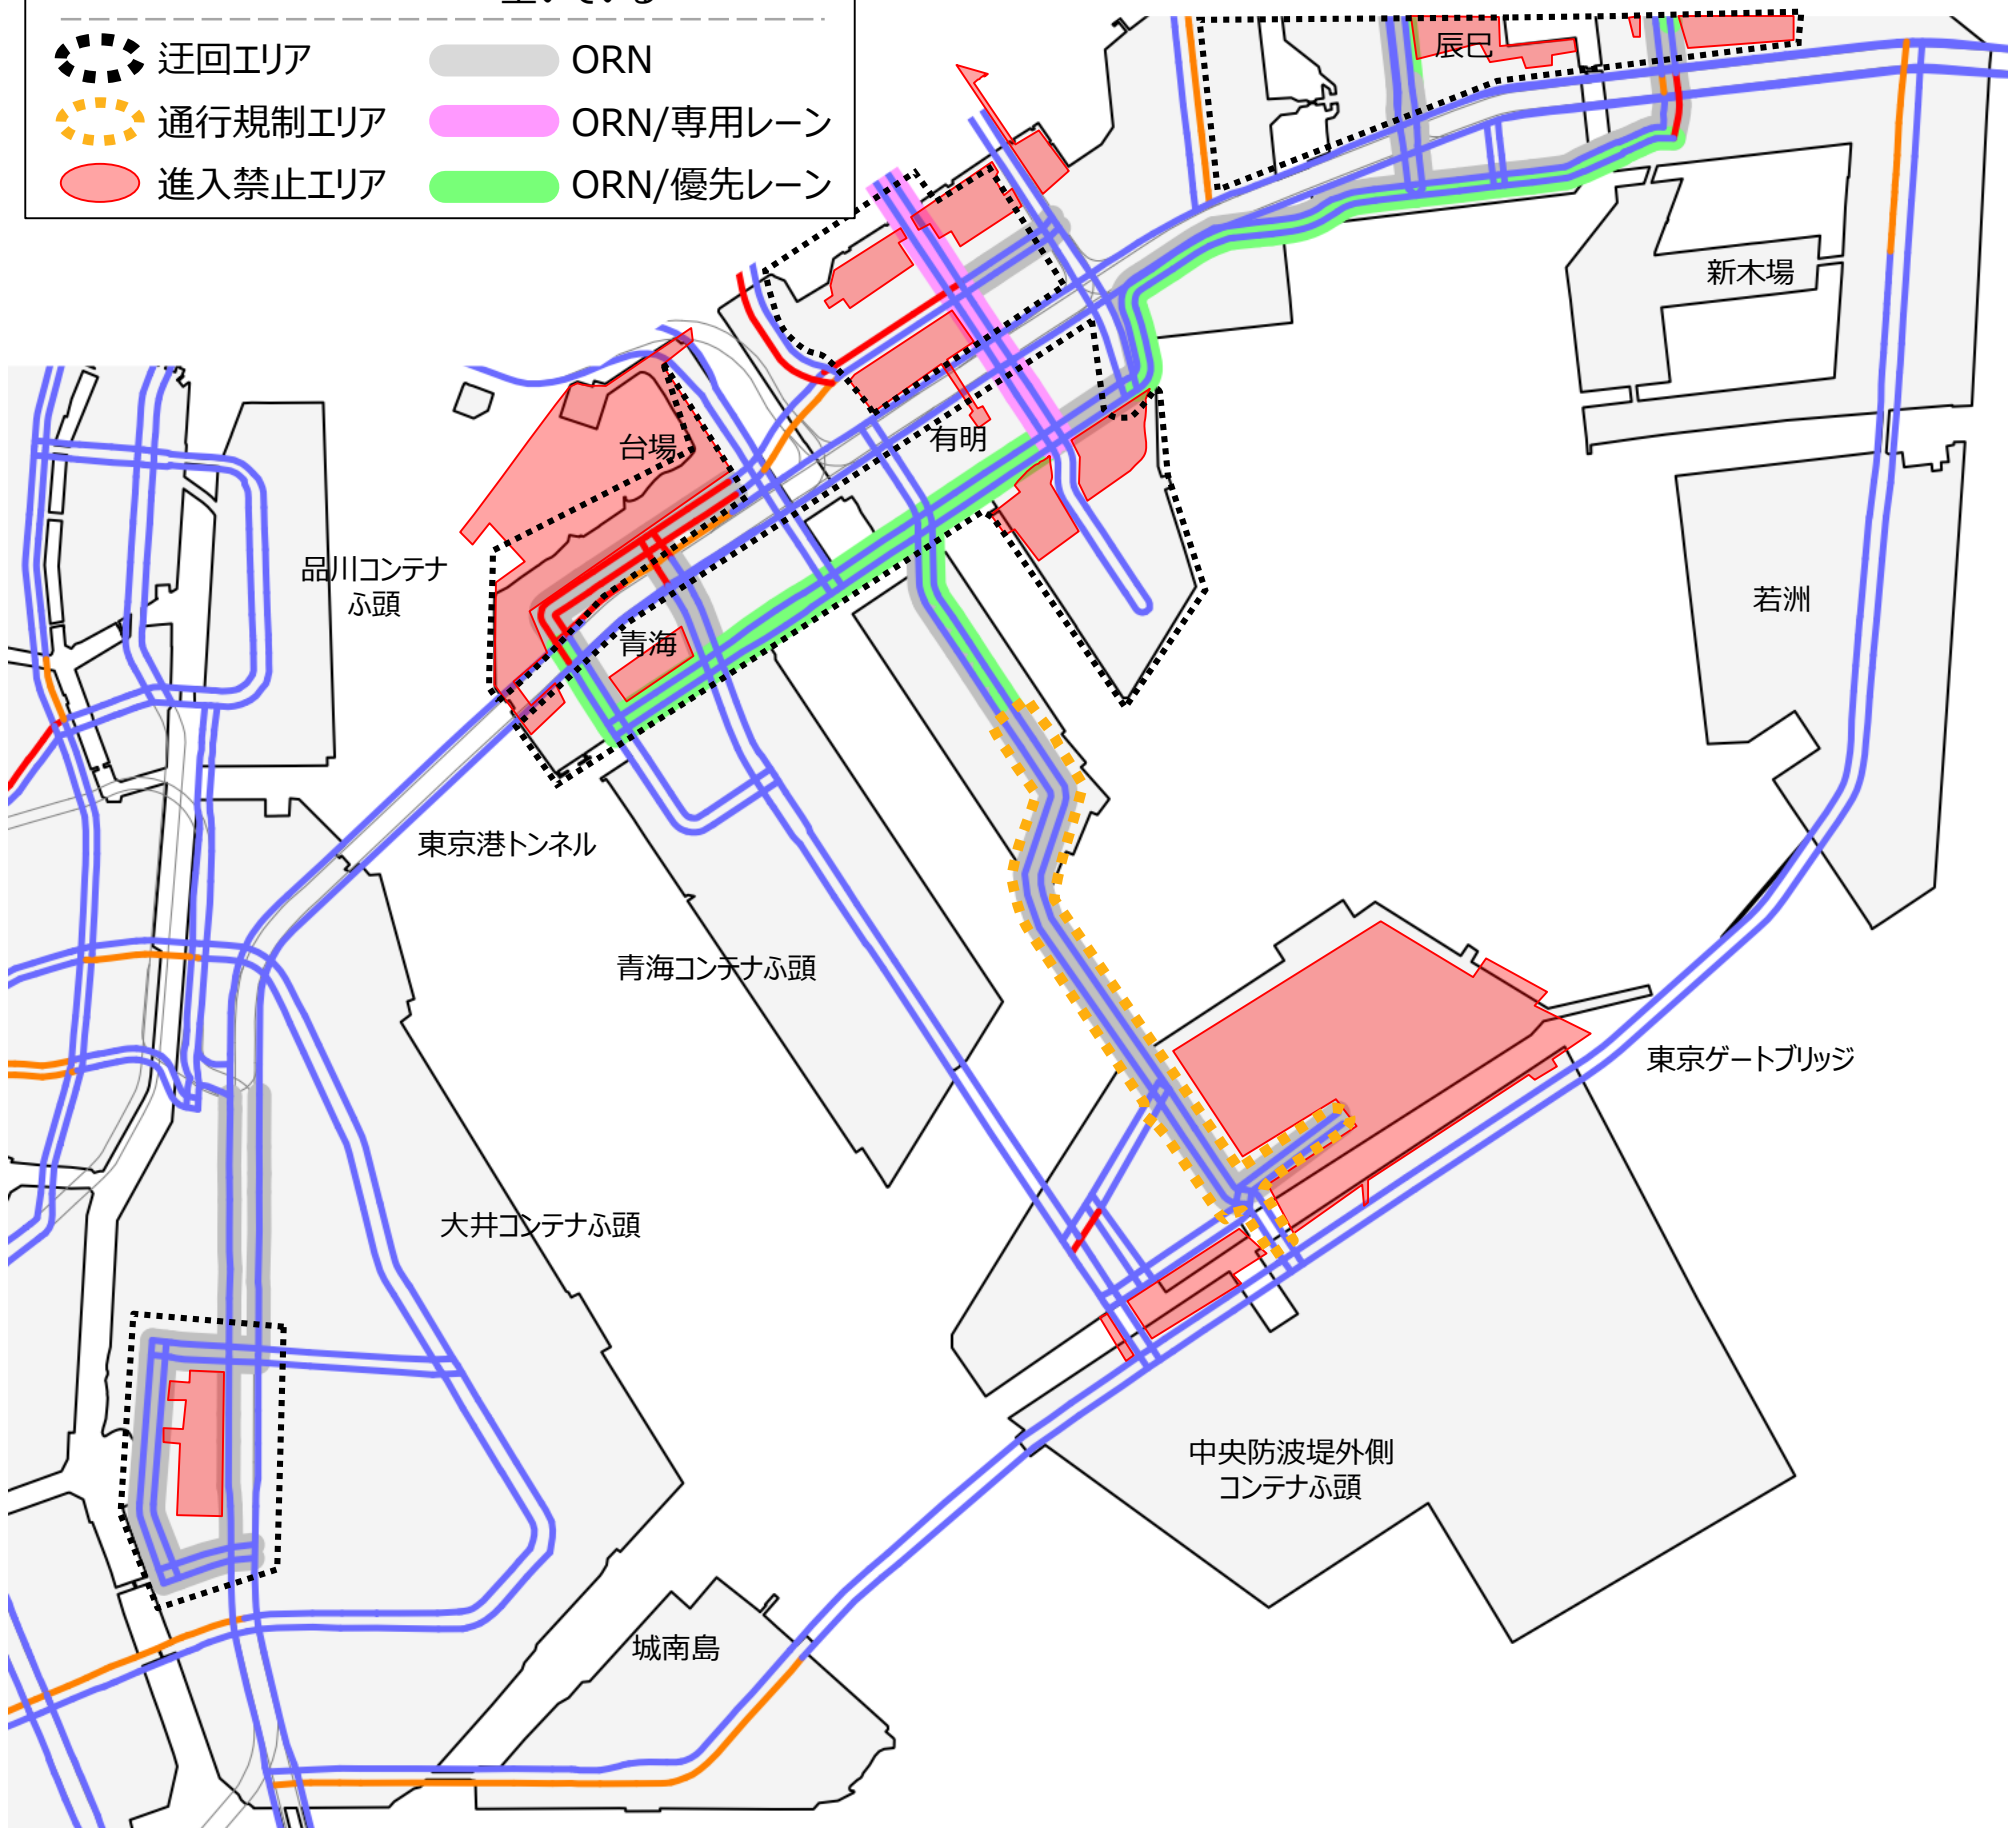 空いている
迂回エリア
ORN
通行規制エリア
ORN/専用レーン
進入禁止エリア
ORN/優先レーン
辰巳
新木場
有明
台場
品川コンテナ
ふ頭
青海
若洲
東京港トンネル
青海コンテナふ頭
東京ゲートブリッジ
大井コンテナふ頭
中央防波堤外側
コンテナふ頭
城南島